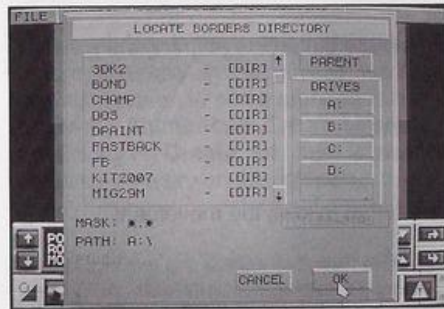 FILE
LOCATE BORDERS DIRECTORY
3DK2 - [DIR]
BOND - [DIR]
CHAMP - [DIR]
DOS - [DIR]
DPAINT - [DIR]
FASTBACK - [DIR]
FB - [DIR]
KIT2007 - [DIR]
MIG29M - [DIR]
PARENT
DRIVES
A:
B:
C:
D:
MASK: *.*
PATH: A:\
CANCEL
OK